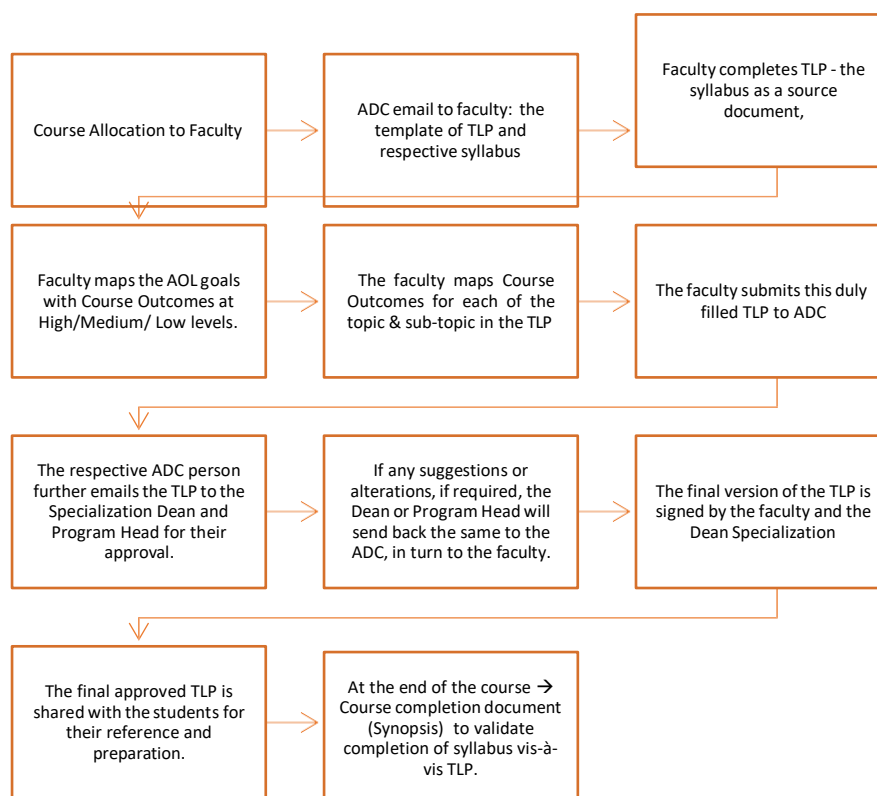 Course Allocation to Faculty
ADC email to faculty: the
template of TLP and
respective syllabus
Faculty completes TLP - the
syllabus as a source
document,
Faculty maps the AOL goals
with Course Outcomes at
High/Medium/ Low levels.
The faculty maps Course
Outcomes for each of the
topic & sub-topic in the TLP
The faculty submits this duly
filled TLP to ADC
The respective ADC person
further emails the TLP to the
Specialization Dean and
Program Head for their
approval.
If any suggestions or
alterations, if required, the
Dean or Program Head will
send back the same to the
ADC, in turn to the faculty.
The final version of the TLP is
signed by the faculty and the
Dean Specialization
The final approved TLP is
shared with the students for
their reference and
preparation.
At the end of the course →
Course completion document
(Synopsis) to validate
completion of syllabus vis-à-
vis TLP.